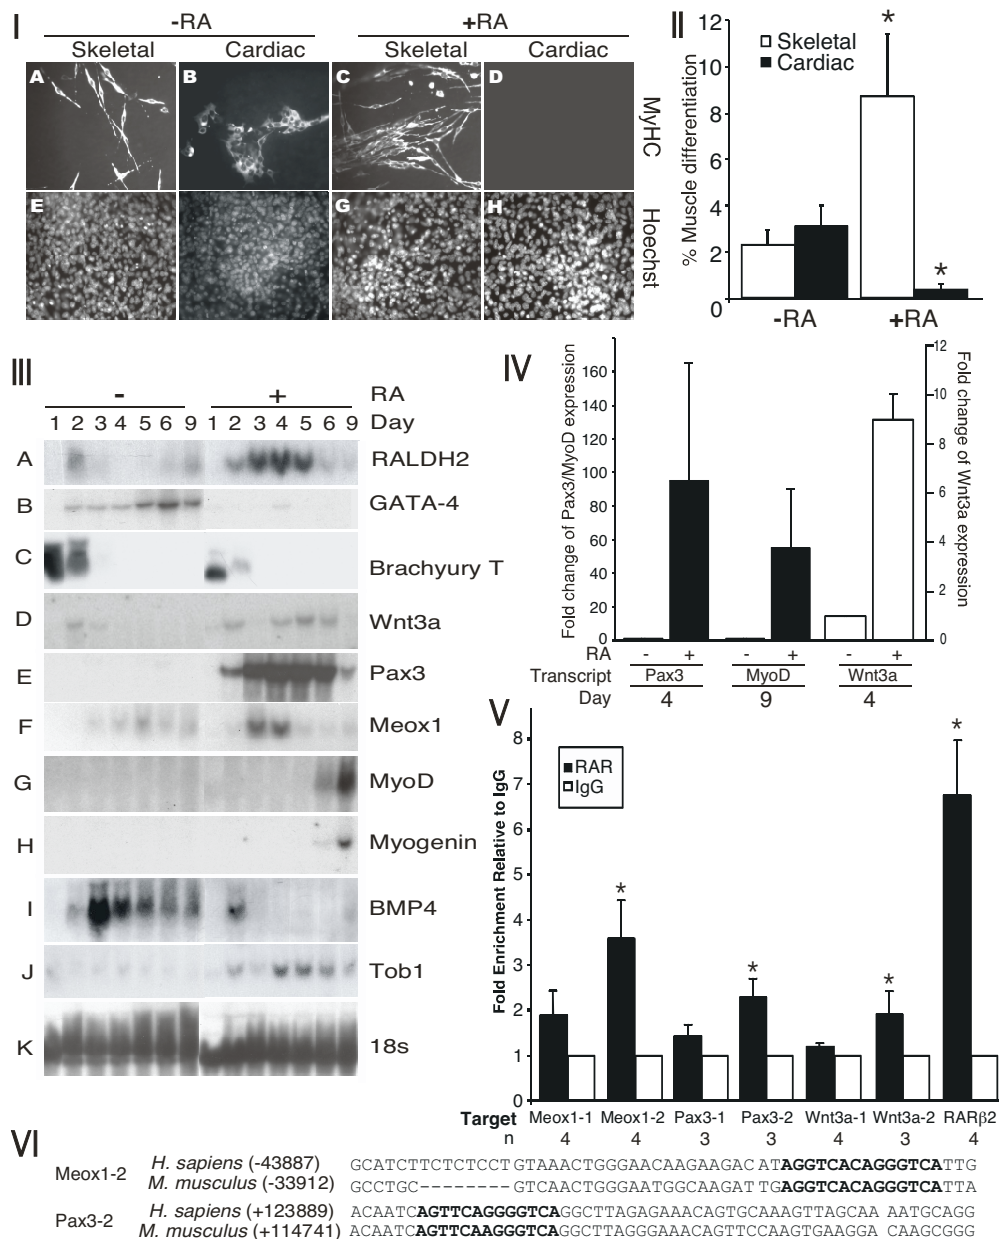 I
-RA
+RA
Skeletal
Cardiac
Skeletal
Cardiac
A
B
C
D
MyHC
E
F
G
H
Hoechst
II
12
10
8
6
4
2
0
% Muscle differentiation
Skeletal
Cardiac
*
*
-RA
+RA
III
- + RA
1 2 3 4 5 6 9 1 2 3 4 5 6 9 Day
A RALDH2
B GATA-4
C Brachyury T
D Wnt3a
E Pax3
F Meox1
G MyoD
H Myogenin
I BMP4
J Tob1
K 18s
IV
Fold change of Pax3/MyoD expression
160
140
120
100
80
60
40
20
0
12
10
8
6
4
2
0
Fold change of Wnt3a expression
RA - + - + - +
Transcript Pax3 MyoD Wnt3a
Day 4 9 4
V
Fold Enrichment Relative to IgG
8
7
6
5
4
3
2
1
0
RAR
IgG
*
*
*
*
Target Meox1-1 Meox1-2 Pax3-1 Pax3-2 Wnt3a-1 Wnt3a-2 RARβ2
n 4 4 3 3 4 3 4
VI
Meox1-2
H. sapiens (-43887) GCATCTTCTCTCCTGTAAACTGGGAACAAGAAGACATAGGTCACAGGGTCATTG
M. musculus (-33912) GCCTGC--------GTCAACTGGGAATGGCAAGATTGAGGTCACAGGGTCATTA
Pax3-2
H. sapiens (+123889) ACAATCAGTTCAGGGGTCAGGCTTAGAGAAACAGTGCAAAGTTAGCAA AATGCAGG
M. musculus (+114741) ACAATCAGTTCAAGGGTCAGGCTTAGGGAAACAGTTCCAAGTGAAGGA CAAGCGGG